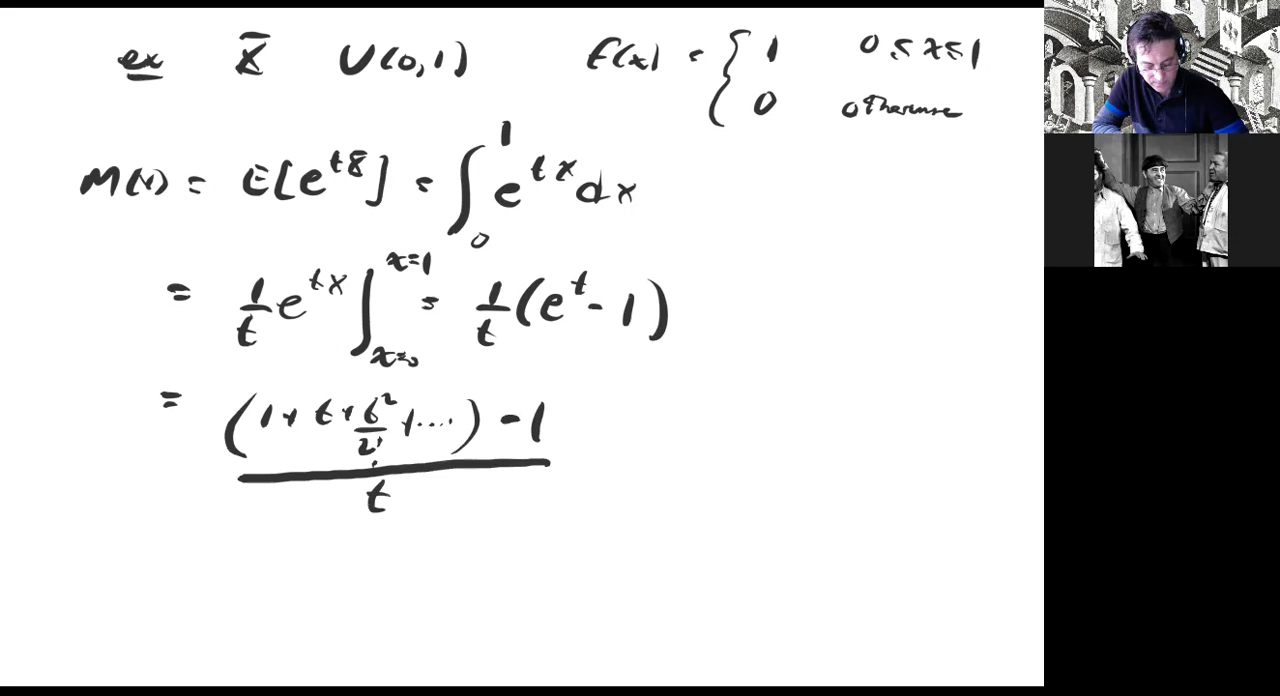 ex X̄ U(0,1) f(x) = { 1 0 ≤ x ≤ 1
0 otherwise
M(t) = E[e^{tX}] = ∫_0^1 e^{tx} dx
= 1/t e^{tx} ]_{x=0}^{x=1} = 1/t (e^t - 1)
= ((1 + t + t^2/2! + ....) - 1)/t